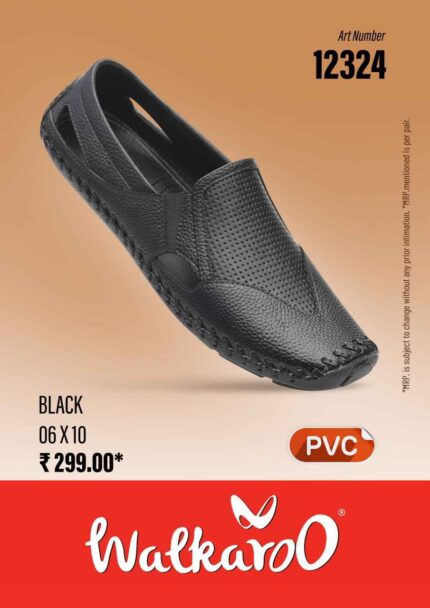 Art Number
12324
*MRP. is subject to change without any prior intimation. *MRP.mentioned is per pair.
BLACK
06 X 10
₹ 299.00*
PVC
Walkaroo®